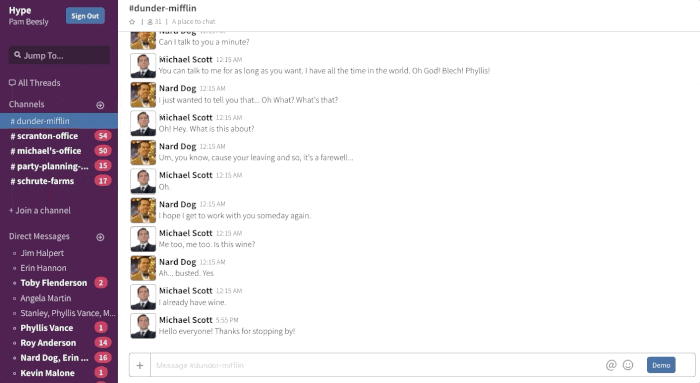 Hype
Pam Beesly
Sign Out
Jump To...
All Threads
Channels
# dunder-mifflin
# scranton-office 54
# michael's-office 50
# party-planning-... 15
# schrute-farms 17
+ Join a channel
Direct Messages
Jim Halpert
Erin Hannon
Toby Flenderson 2
Angela Martin
Stanley, Phyllis Vance, M...
Phyllis Vance 1
Roy Anderson 14
Nard Dog, Erin ... 16
Kevin Malone 1
#dunder-mifflin
31 | A place to chat
Nard Dog 12:15 AM
Can I talk to you a minute?
Michael Scott 12:15 AM
You can talk to me for as long as you want. I have all the time in the world. Oh God! Blech! Phyllis!
Nard Dog 12:15 AM
I just wanted to tell you that... Oh What? What's that?
Michael Scott 12:15 AM
Oh! Hey. What is this about?
Nard Dog 12:15 AM
Um, you know, cause your leaving and so, it's a farewell...
Michael Scott 12:15 AM
Oh.
Nard Dog 12:15 AM
I hope I get to work with you someday again.
Michael Scott 12:15 AM
Me too, me too. Is this wine?
Nard Dog 12:15 AM
Ah... busted. Yes
Michael Scott 12:15 AM
I already have wine.
Michael Scott 5:55 PM
Hello everyone! Thanks for stopping by!
+ Message #dunder-mifflin @ Demo